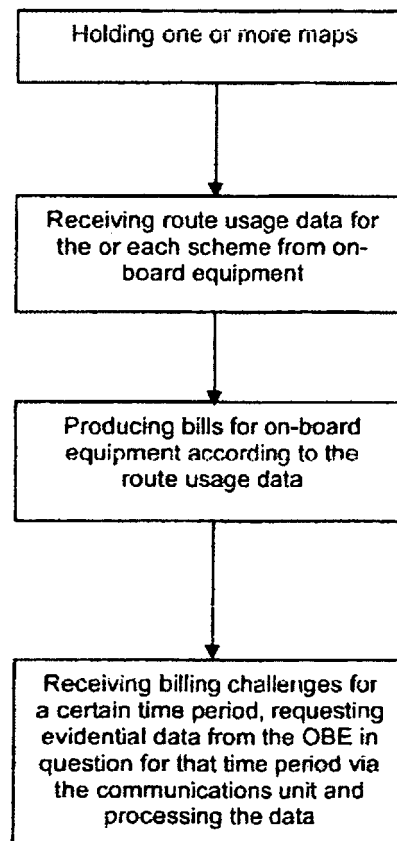 Holding one or more maps
Receiving route usage data for
the or each scheme from on-
board equipment
Producing bills for on-board
equipment according to the
route usage data
Receiving billing challenges for
a certain time period, requesting
evidential data from the OBE in
question for that time period via
the communications unit and
processing the data